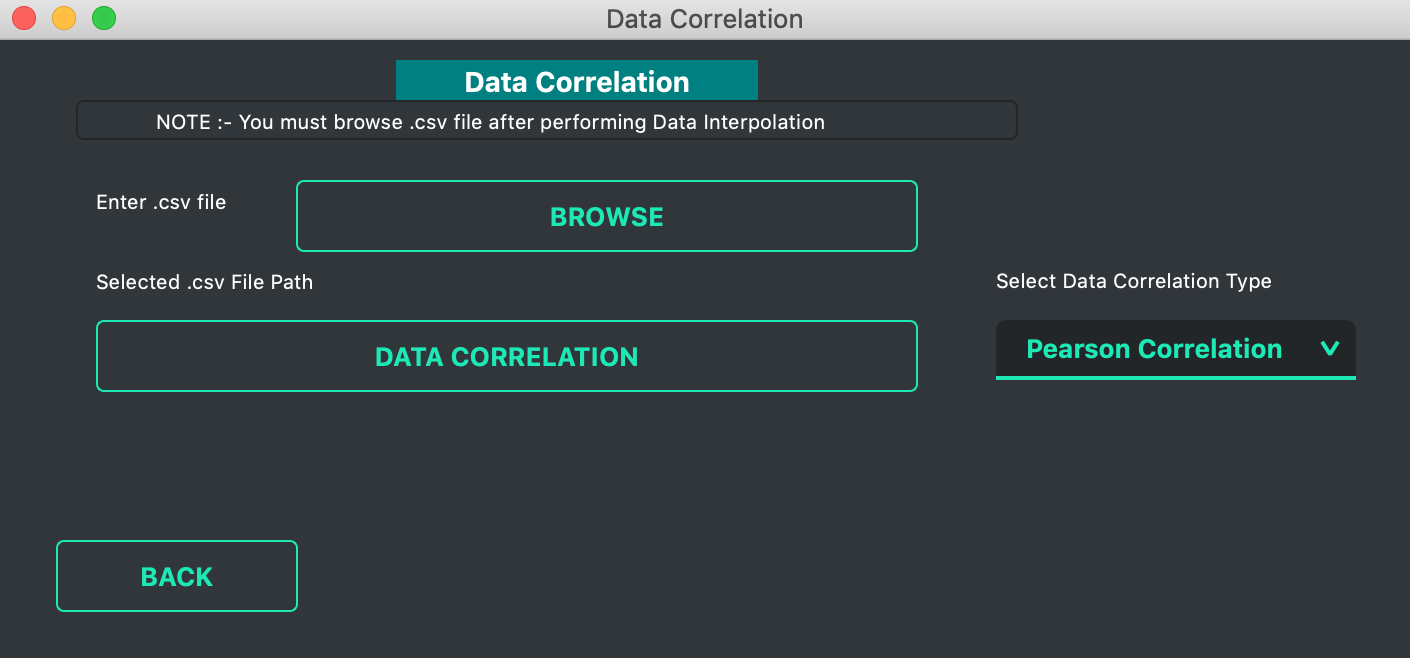 Data Correlation
Data Correlation
NOTE :- You must browse .csv file after performing Data Interpolation
Enter .csv file
BROWSE
Selected .csv File Path
Select Data Correlation Type
DATA CORRELATION
Pearson Correlation
BACK